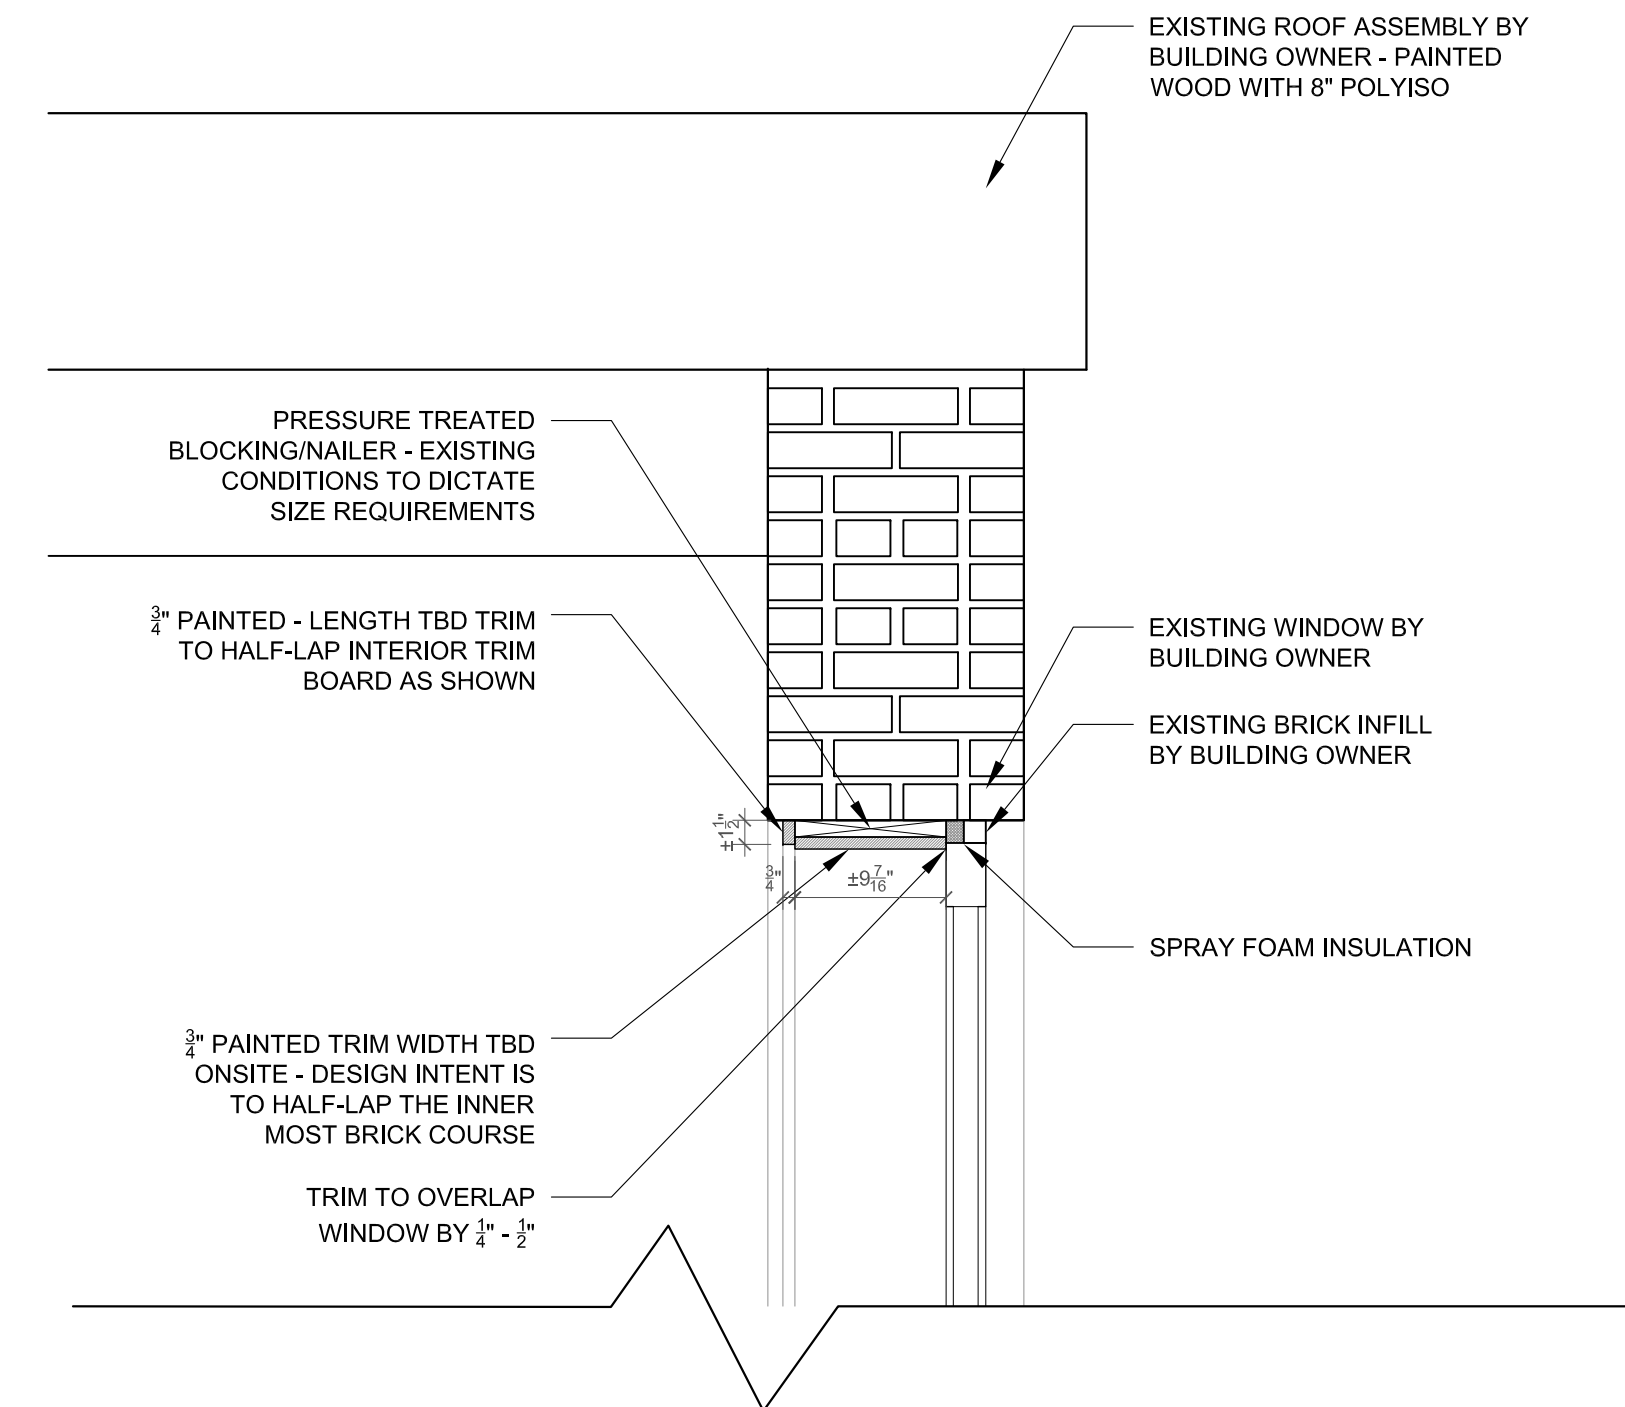 EXISTING ROOF ASSEMBLY BY
BUILDING OWNER - PAINTED
WOOD WITH 8" POLYISO
PRESSURE TREATED
BLOCKING/NAILER - EXISTING
CONDITIONS TO DICTATE
SIZE REQUIREMENTS
3/4" PAINTED - LENGTH TBD TRIM
TO HALF-LAP INTERIOR TRIM
BOARD AS SHOWN
EXISTING WINDOW BY
BUILDING OWNER
EXISTING BRICK INFILL
BY BUILDING OWNER
±1 1/2"
3/4"
±9 7/16"
SPRAY FOAM INSULATION
3/4" PAINTED TRIM WIDTH TBD
ONSITE - DESIGN INTENT IS
TO HALF-LAP THE INNER
MOST BRICK COURSE
TRIM TO OVERLAP
WINDOW BY 1/4" - 1/2"